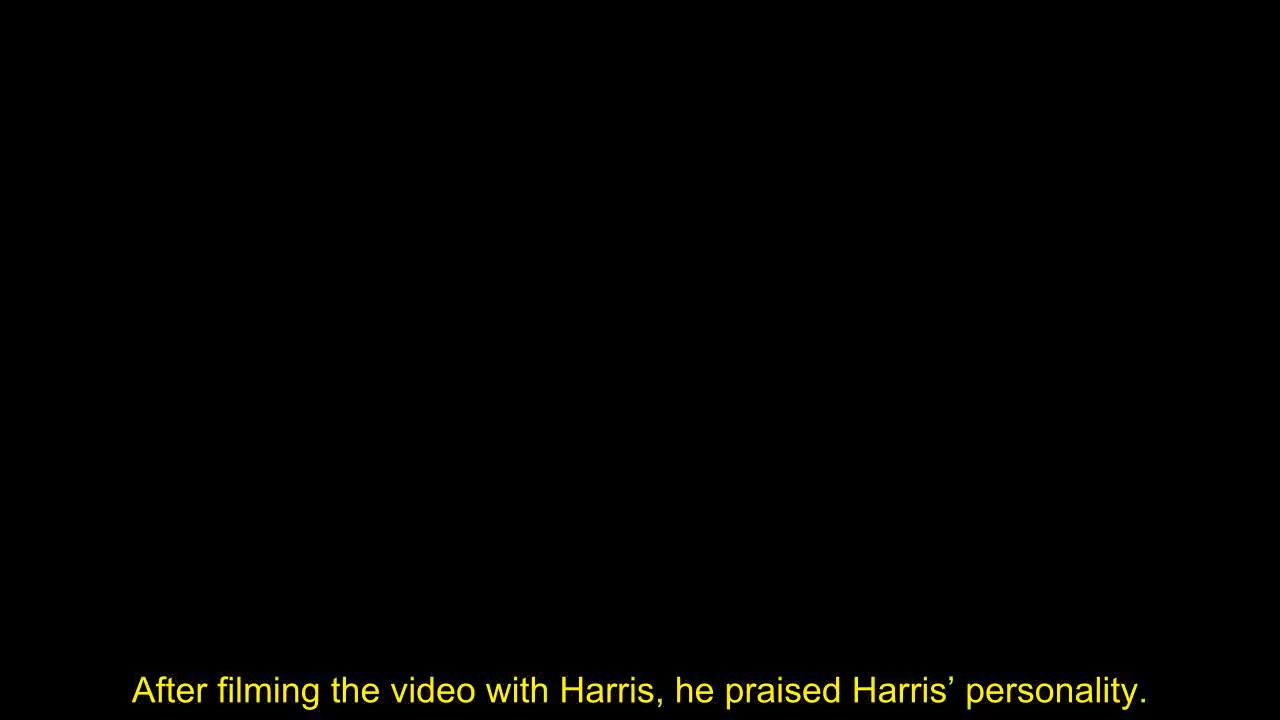 After filming the video with Harris, he praised Harris’ personality.